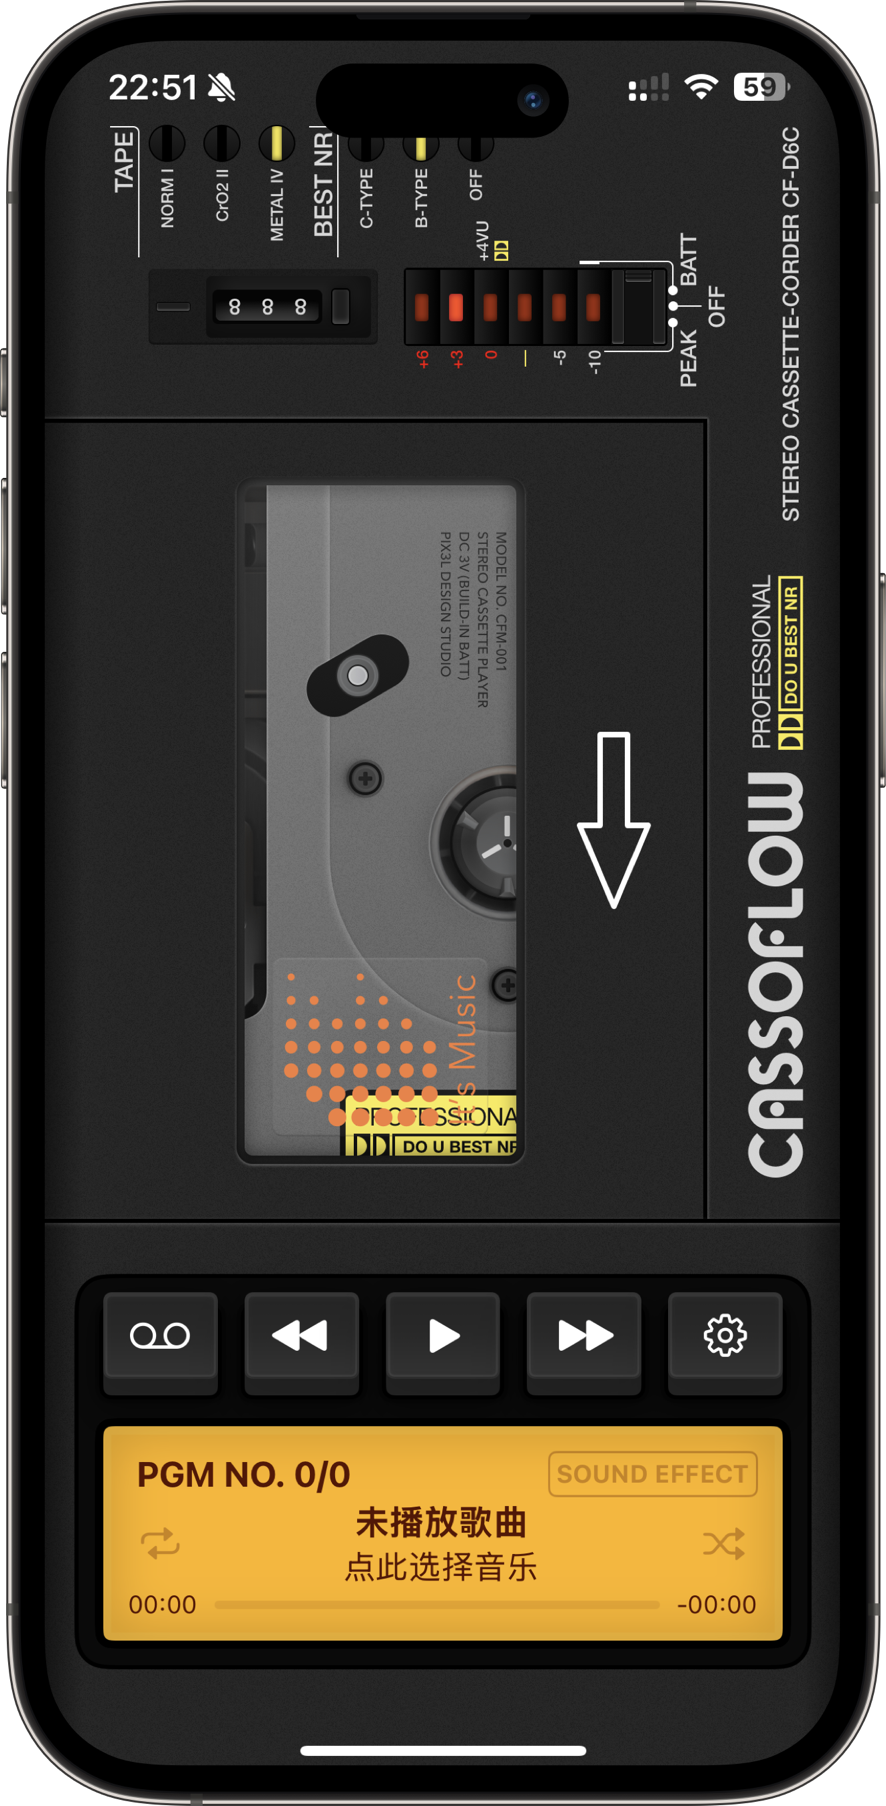 22:51
59
TAPE
NORM I
CrO2 II
METAL IV
BEST NR
C-TYPE
B-TYPE
OFF
+4VU
8 8 8
+6
+3
0
-5
-10
BATT
OFF
PEAK
STEREO CASSETTE-CORDER CF-D6C
MODEL NO. CFM-001
STEREO CASSETTE PLAYER
DC 3V (BUILD-IN BATT)
PIX3L DESIGN STUDIO
PROFESSIONAL
DO U BEST NR
CASSOFLOW
It's Music
PROFESSIONA
DO U BEST NR
PGM NO. 0/0
SOUND EFFECT
未播放歌曲
点此选择音乐
00:00
-00:00